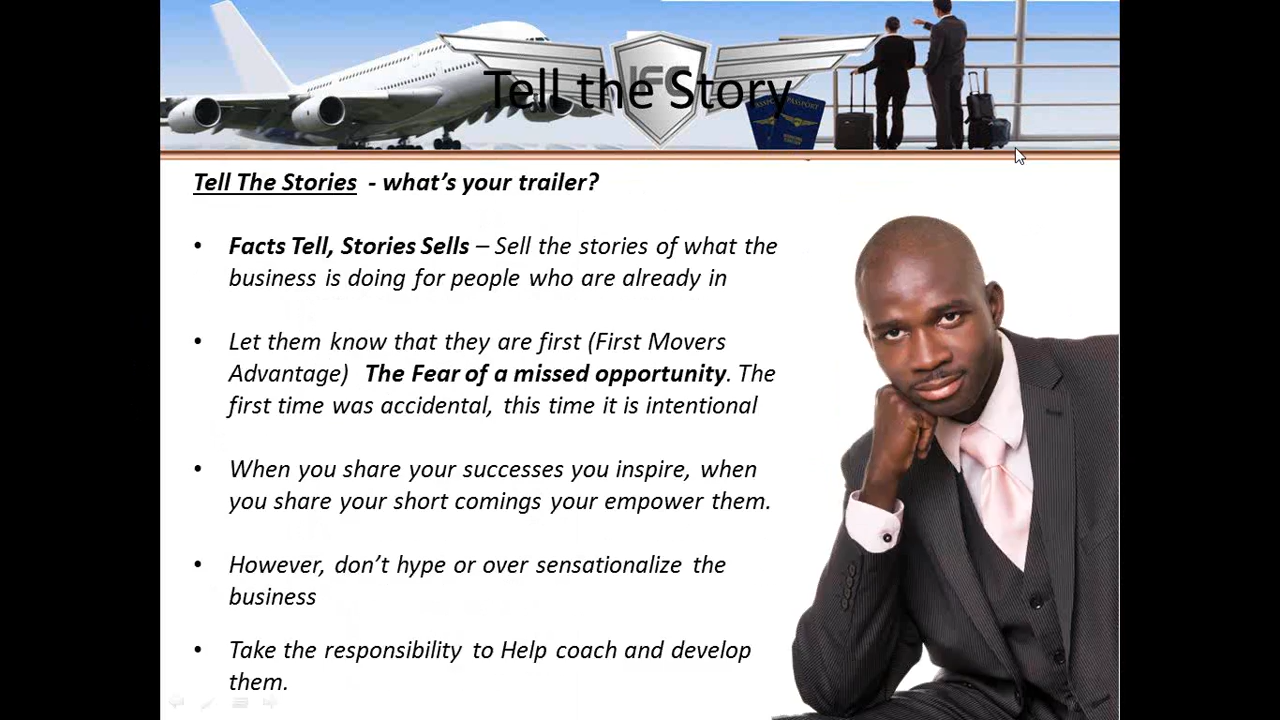 Tell the Story
IFC
PASSPORT
PASSPORT
Tell The Stories - what's your trailer?
• Facts Tell, Stories Sells – Sell the stories of what the
business is doing for people who are already in
• Let them know that they are first (First Movers
Advantage) The Fear of a missed opportunity. The
first time was accidental, this time it is intentional
• When you share your successes you inspire, when
you share your short comings your empower them.
• However, don't hype or over sensationalize the
business
• Take the responsibility to Help coach and develop
them.